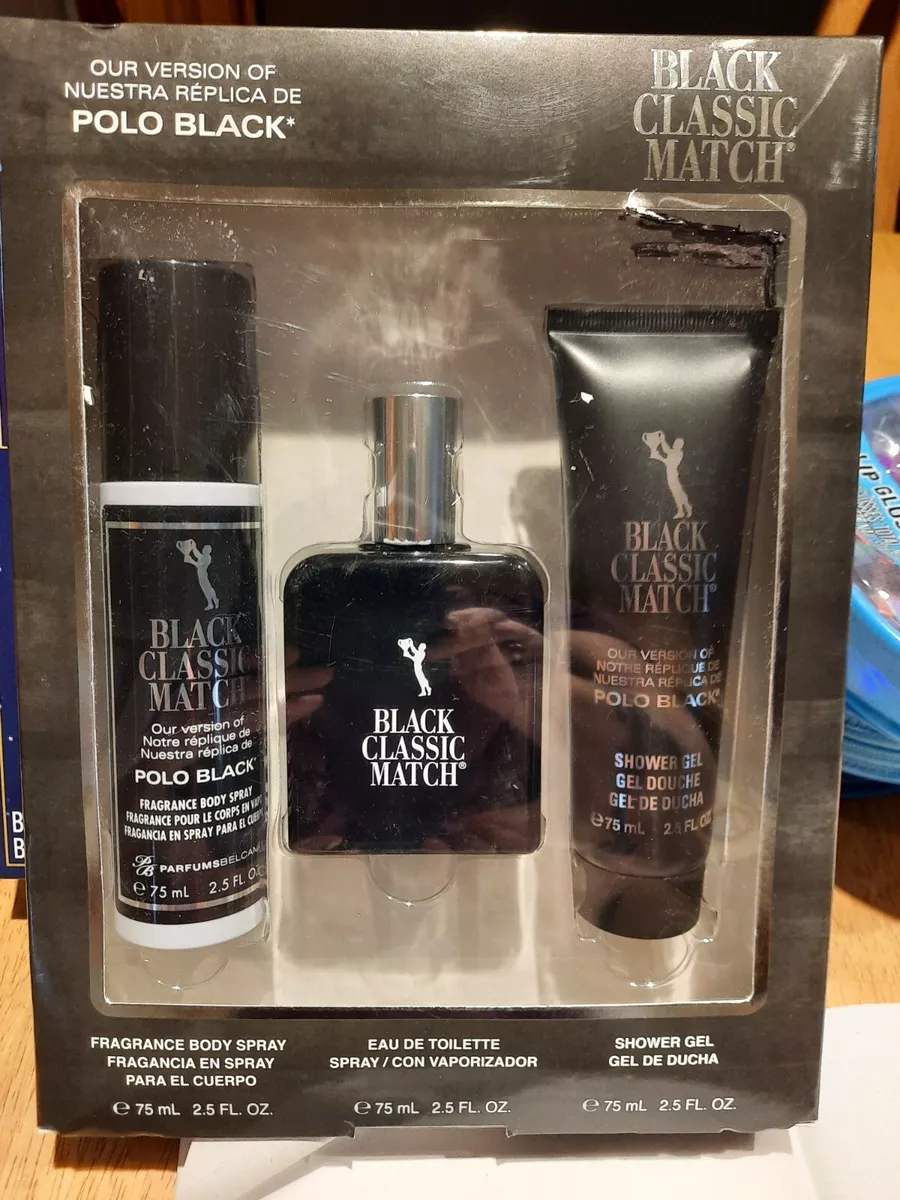 OUR VERSION OF
NUESTRA RÉPLICA DE
POLO BLACK*
BLACK
CLASSIC
MATCH®
BLACK
CLASSIC
MATCH
Our version of
Notre réplique de
Nuestra réplica de
POLO BLACK*
FRAGRANCE BODY SPRAY
FRAGRANCE POUR LE CORPS EN
FRAGANCIA EN SPRAY PARA EL CUERPO
PB PARFUMSBELCAM
℮ 75 mL 2.5 FL. OZ.
BLACK
CLASSIC
MATCH®
BLACK
CLASSIC
MATCH®
OUR VERSION OF
NOTRE RÉPLIQUE DE
NUESTRA RÉPLICA DE
POLO BLACK*
SHOWER GEL
GEL DOUCHE
GEL DE DUCHA
℮ 75 mL 2.5 FL OZ
LIP GLOSS
FRAGRANCE BODY SPRAY
FRAGANCIA EN SPRAY
PARA EL CUERPO
℮ 75 mL 2.5 FL. OZ.
EAU DE TOILETTE
SPRAY / CON VAPORIZADOR
℮ 75 mL 2.5 FL. OZ.
SHOWER GEL
GEL DE DUCHA
℮ 75 mL 2.5 FL. OZ.